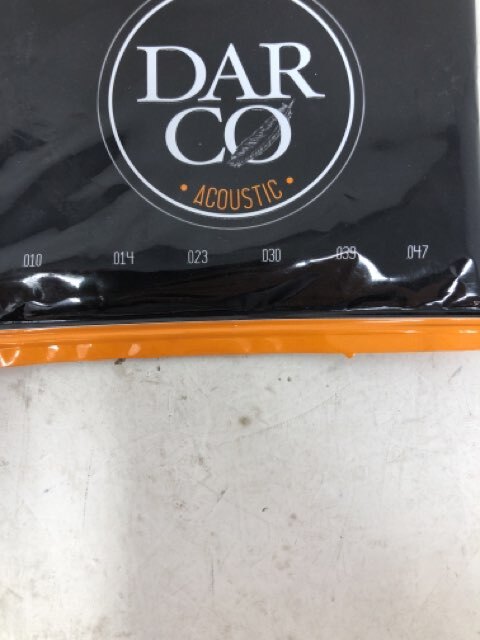 DAR
CO
• ACOUSTIC •
.010 .014 .023 .030 .039 .047